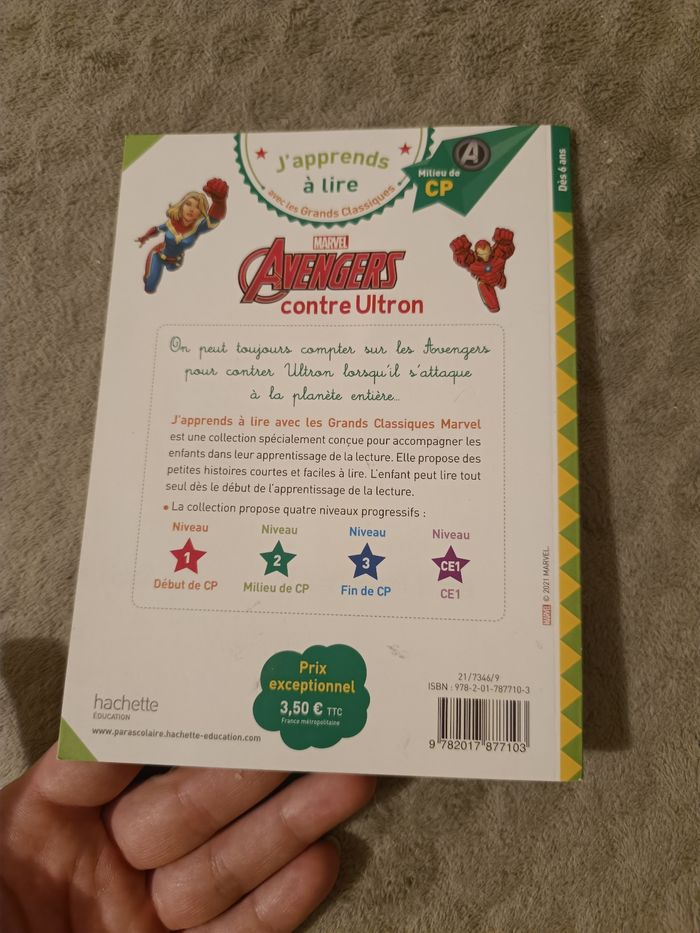 J'apprends
à lire
avec les Grands Classiques
A
Milieu de
CP
Dès 6 ans
MARVEL
AVENGERS
contre Ultron
On peut toujours compter sur les Avengers
pour contrer Ultron lorsqu'il s'attaque
à la planète entière...
J'apprends à lire avec les Grands Classiques Marvel
est une collection spécialement conçue pour accompagner les
enfants dans leur apprentissage de la lecture. Elle propose des
petites histoires courtes et faciles à lire. L'enfant peut lire tout
seul dès le début de l'apprentissage de la lecture.
• La collection propose quatre niveaux progressifs :
Niveau
1
Début de CP
Niveau
2
Milieu de CP
Niveau
3
Fin de CP
Niveau
CE1
CE1
MARVEL © 2021 MARVEL.
Prix
exceptionnel
3,50 € TTC
France métropolitaine
hachette
ÉDUCATION
www.parascolaire.hachette-education.com
21/7346/9
ISBN : 978-2-01-787710-3
9 782017 877103